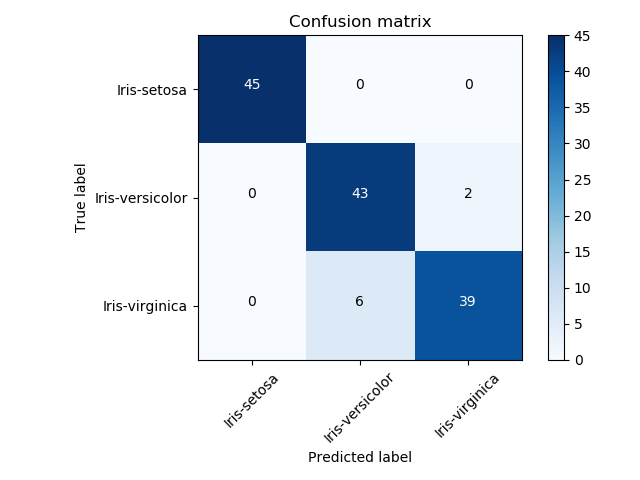 Confusion matrix
True label
Iris-setosa 45 0 0
Iris-versicolor 0 43 2
Iris-virginica 0 6 39
Iris-setosa Iris-versicolor Iris-virginica
Predicted label
45
40
35
30
25
20
15
10
5
0